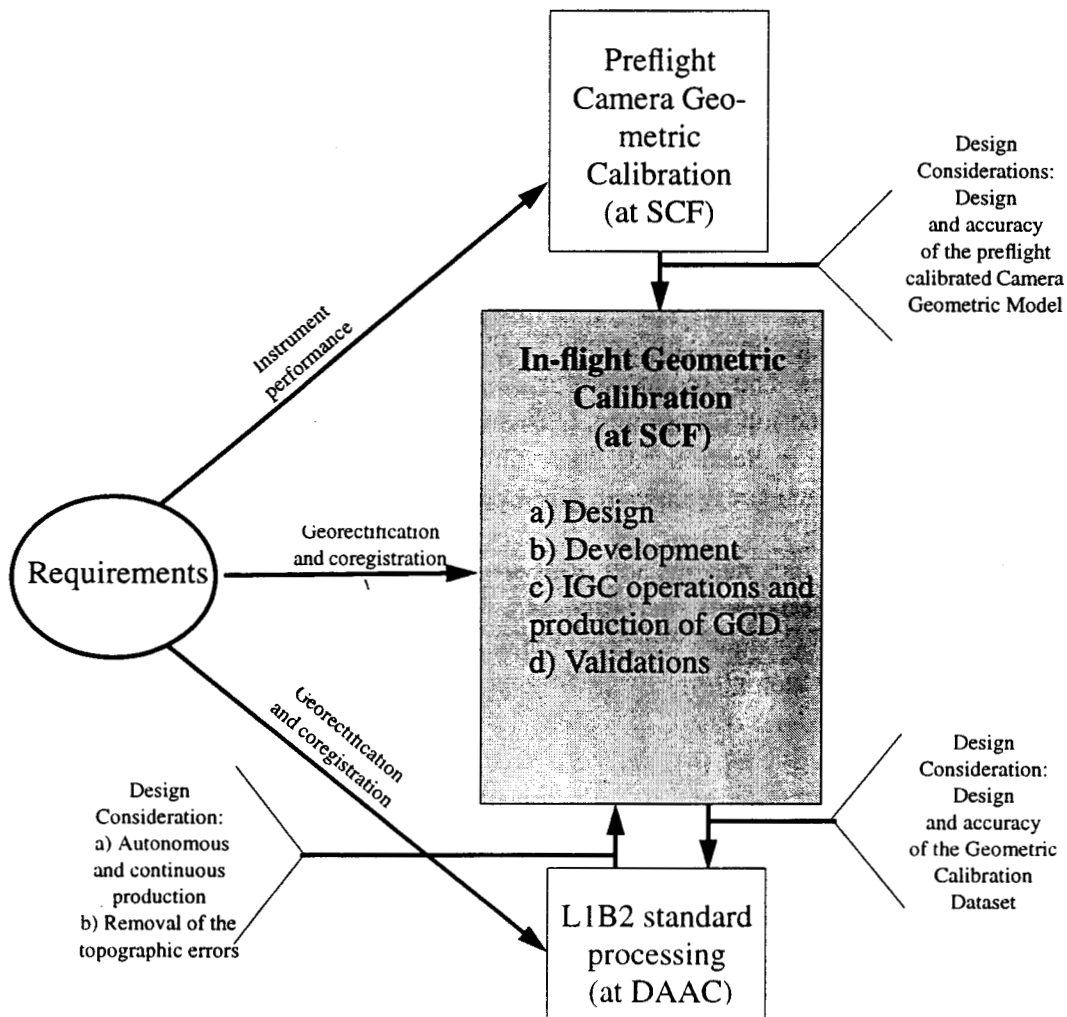 Preflight
Camera Geo-
metric
Calibration
(at SCF)
Design
Considerations:
Design
and accuracy
of the preflight
calibrated Camera
Geometric Model
Instrument
performance
In-flight Geometric
Calibration
(at SCF)
a) Design
b) Development
c) IGC operations and
production of GCD
d) Validations
Requirements
Georectification
and coregistration
Georectification
and coregistration
Design
Consideration:
a) Autonomous
and continuous
production
b) Removal of the
topographic errors
Design
Consideration:
Design
and accuracy
of the Geometric
Calibration
Dataset
L1B2 standard
processing
(at DAAC)